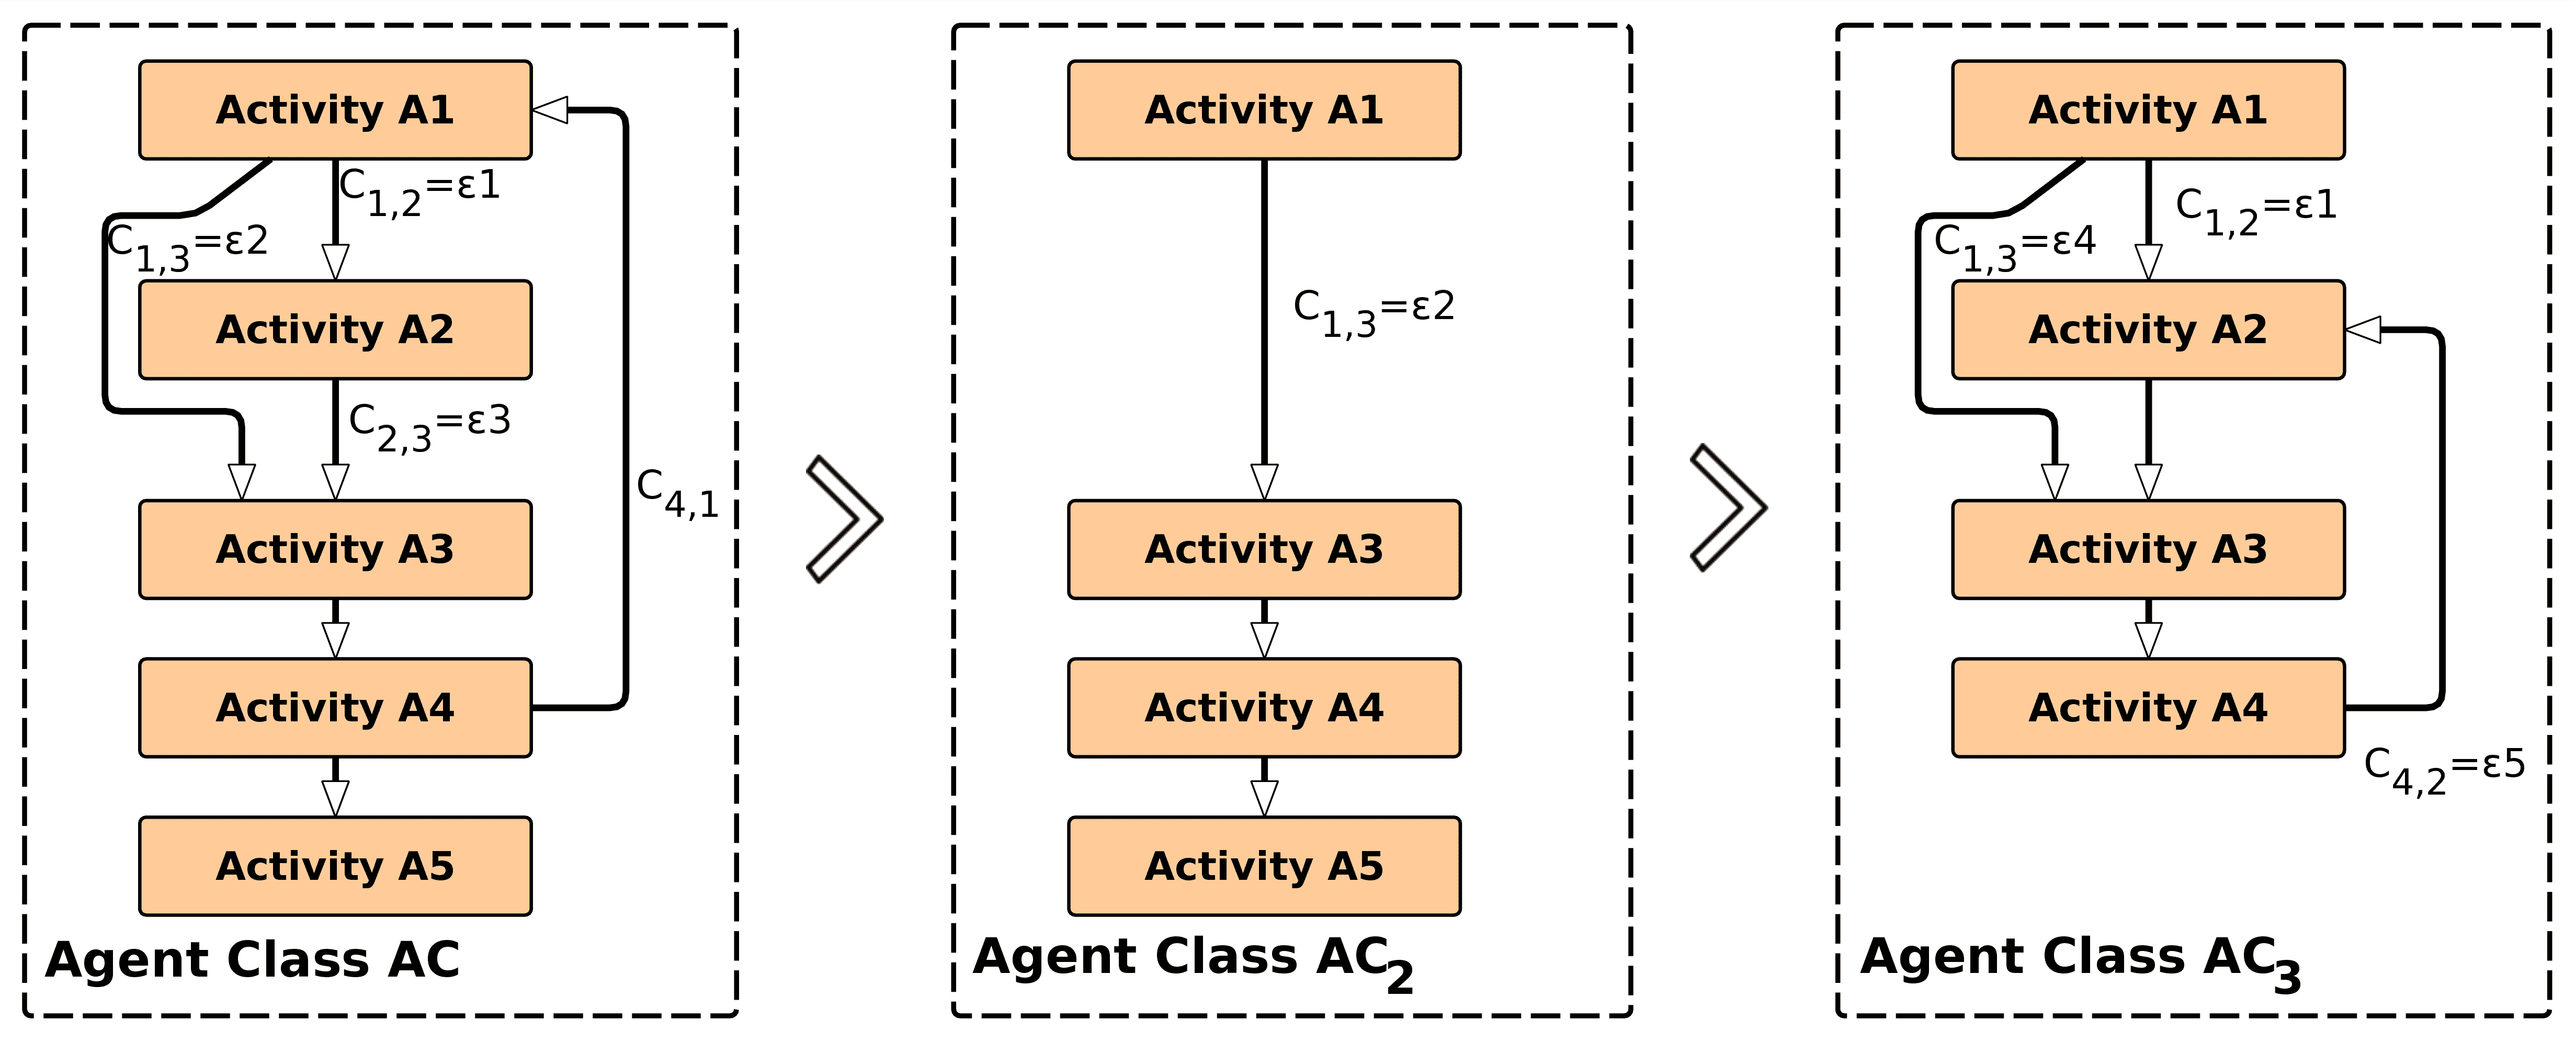 Activity A1
C1,2=ε1
C1,3=ε2
Activity A2
C2,3=ε3
C4,1
Activity A3
Activity A4
Activity A5
Agent Class AC
Activity A1
C1,3=ε2
Activity A3
Activity A4
Activity A5
Agent Class AC2
Activity A1
C1,2=ε1
C1,3=ε4
Activity A2
Activity A3
Activity A4
C4,2=ε5
Agent Class AC3